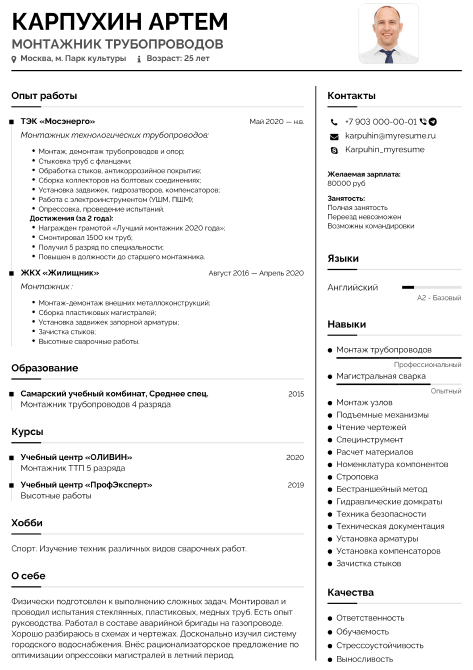 КАРПУХИН АРТЕМ
МОНТАЖНИК ТРУБОПРОВОДОВ
Москва, м. Парк культуры Возраст: 25 лет
Опыт работы
ТЭК «Мосэнерго» Май 2020 — н.в.
Монтажник технологических трубопроводов:
Монтаж, демонтаж трубопроводов и опор;
Стыковка труб с фланцами;
Обработка стыков, антикоррозийное покрытие;
Сборка коллекторов на болтовых соединениях;
Установка задвижек, гидрозатворов, компенсаторов;
Работа с электроинструментом (УШМ, ПШМ);
Опрессовка, проведение испытаний.
Достижения (за 2 года):
Награжден грамотой «Лучший монтажник 2020 года»;
Смонтировал 1500 км труб;
Получил 5 разряд по специальности;
Повышен в должности до старшего монтажника.
ЖКХ «Жилищник» Август 2016 — Апрель 2020
Монтажник :
Монтаж-демонтаж внешних металлоконструкций;
Сборка пластиковых магистралей;
Установка задвижек запорной арматуры;
Зачистка стыков;
Высотные сварочные работы.
Образование
Самарский учебный комбинат, Среднее спец. 2015
Монтажник трубопроводов 4 разряда
Курсы
Учебный центр «ОЛИВИН» 2020
Монтажник ТТП 5 разряда
Учебный центр «ПрофЭксперт» 2019
Высотные работы
Хобби
Спорт. Изучение техник различных видов сварочных работ.
О себе
Физически подготовлен к выполнению сложных задач. Монтировал и
проводил испытания стеклянных, пластиковых, медных труб. Есть опыт
руководства. Работал в составе аварийной бригады на газопроводе.
Хорошо разбираюсь в схемах и чертежах. Досконально изучил систему
городского водоснабжения. Внёс рационализаторское предложение по
оптимизации опрессовки магистралей в летний период.
Контакты
+7 903 000-00-01
karpuhin@myresume.ru
Karpuhin_myresume
Желаемая зарплата:
80000 руб
Занятость:
Полная занятость
Переезд невозможен
Возможны командировки
Языки
Английский
A2 - Базовый
Навыки
Монтаж трубопроводов
Профессиональный
Магистральная сварка
Опытный
Монтаж узлов
Подъемные механизмы
Чтение чертежей
Специнструмент
Расчет материалов
Номенклатура компонентов
Строповка
Бестраншейный метод
Гидравлические домкраты
Техника безопасности
Техническая документация
Установка арматуры
Установка компенсаторов
Зачистка стыков
Качества
Ответственность
Обучаемость
Стрессоустойчивость
Выносливость